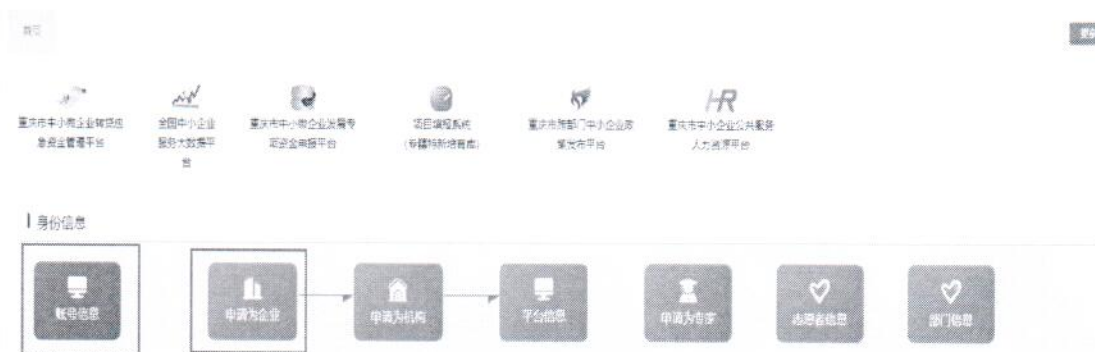 首页
重庆市中小微企业转贷应
急资金管理平台
全国中小企业
服务大数据平
台
重庆市中小微企业发展专
项资金申报平台
项目填报系统
(专精特新培育库)
重庆市跨部门中小企业政
策发布平台
重庆市中小企业公共服务
人力资源平台
身份信息
账号信息
申请为企业
申请为机构
平台信息
申请为专家
志愿者信息
部门信息